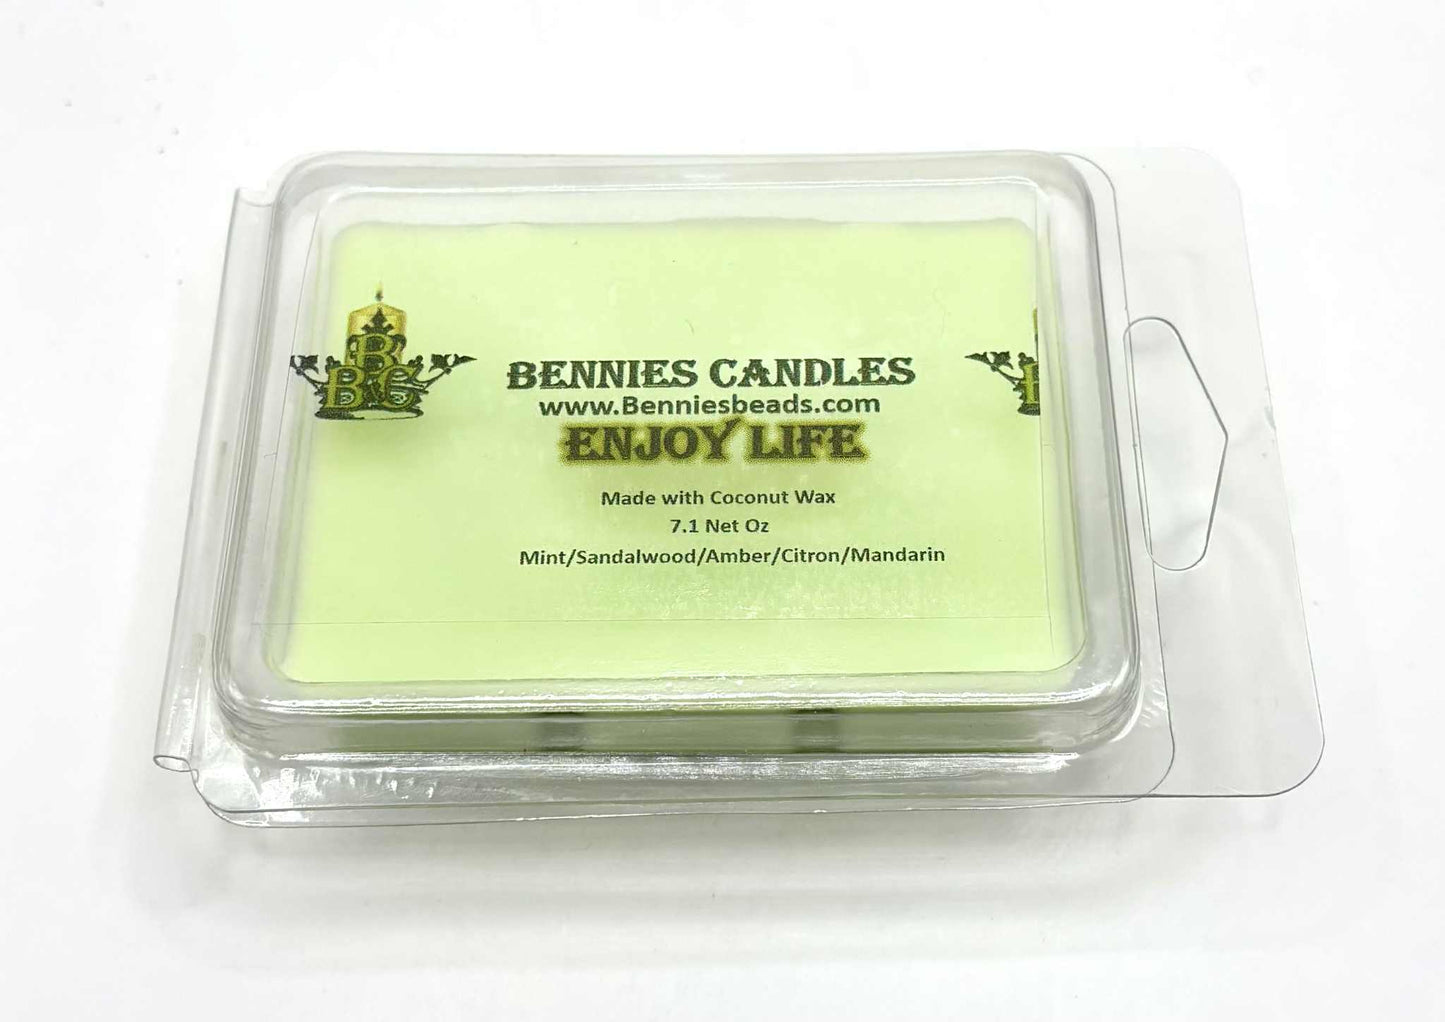 B
BBC
BENNIES CANDLES
www.Benniesbeads.com
ENJOY LIFE
Made with Coconut Wax
7.1 Net Oz
Mint/Sandalwood/Amber/Citron/Mandarin